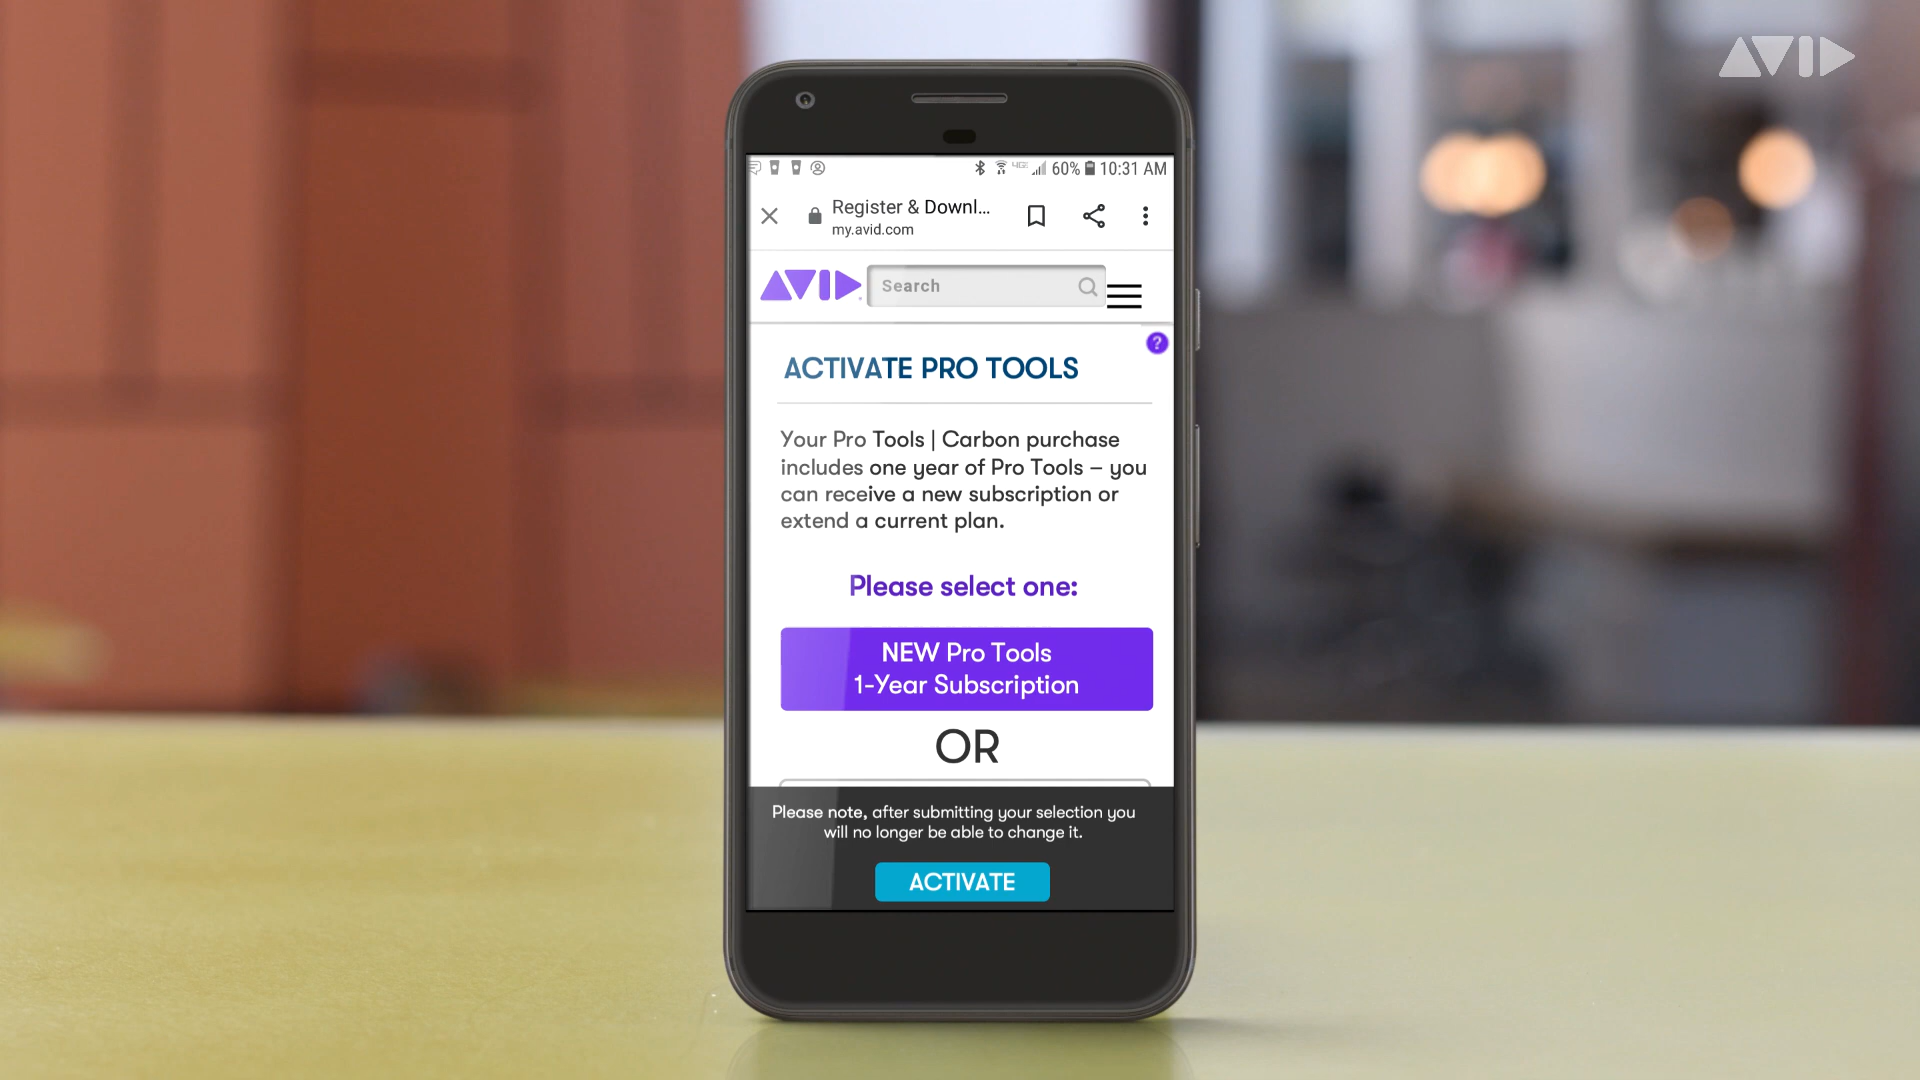 AVID
60% 10:31 AM
Register & Downl...
my.avid.com
AVID
Search
?
ACTIVATE PRO TOOLS
Your Pro Tools | Carbon purchase
includes one year of Pro Tools – you
can receive a new subscription or
extend a current plan.
Please select one:
NEW Pro Tools
1-Year Subscription
OR
Please note, after submitting your selection you
will no longer be able to change it.
ACTIVATE